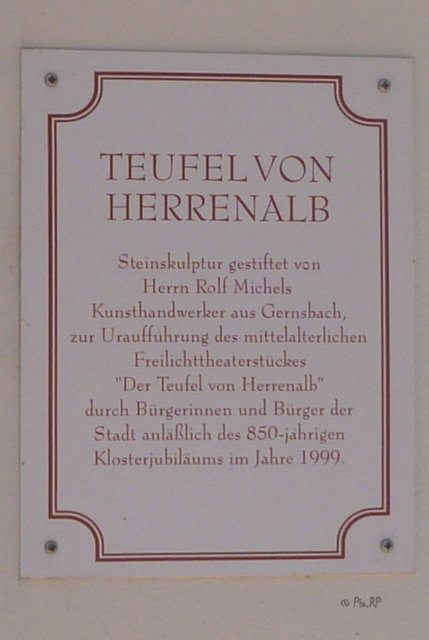 TEUFEL VON
HERRENALB
Steinskulptur gestiftet von
Herrn Rolf Michels
Kunsthandwerker aus Gernsbach,
zur Uraufführung des mittelalterlichen
Freilichttheaterstückes
"Der Teufel von Herrenalb"
durch Bürgerinnen und Bürger der
Stadt anläßlich des 850-jährigen
Klosterjubiläums im Jahre 1999.
© Pia.RP